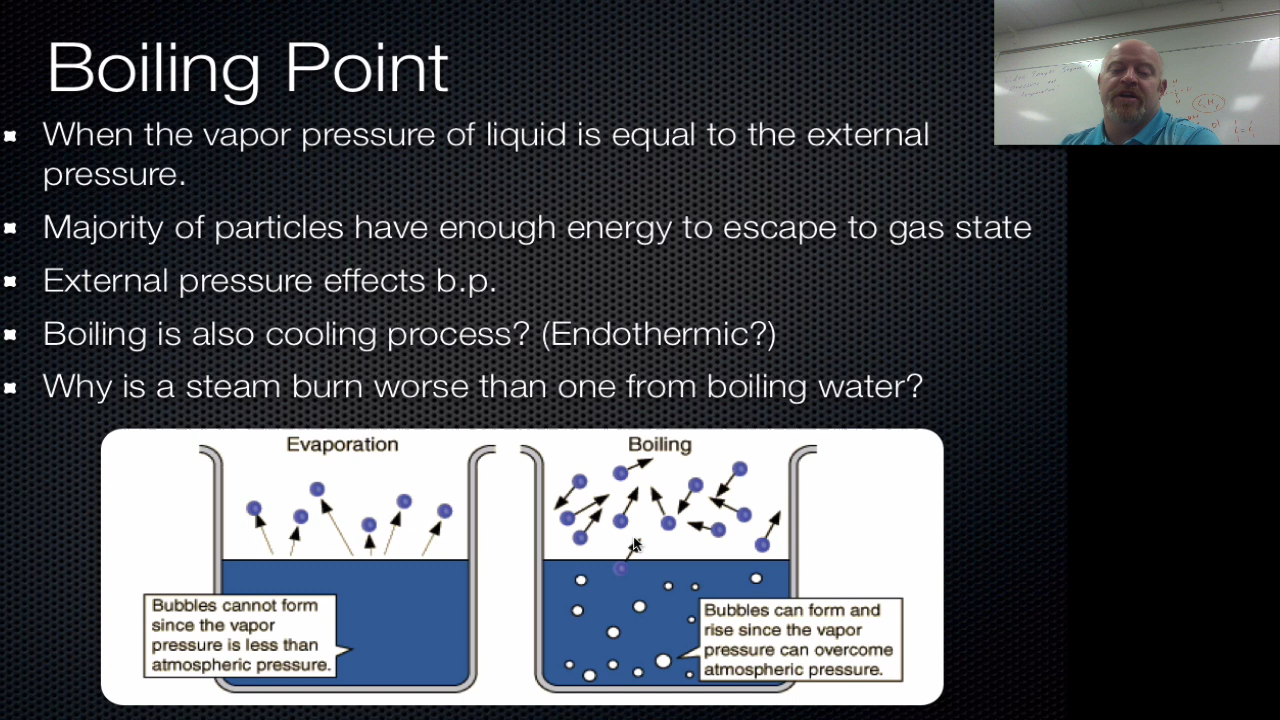 Boiling Point
When the vapor pressure of liquid is equal to the external
pressure.
Majority of particles have enough energy to escape to gas state
External pressure effects b.p.
Boiling is also cooling process? (Endothermic?)
Why is a steam burn worse than one from boiling water?
Evaporation
Bubbles cannot form
since the vapor
pressure is less than
atmospheric pressure.
Boiling
Bubbles can form and
rise since the vapor
pressure can overcome
atmospheric pressure.